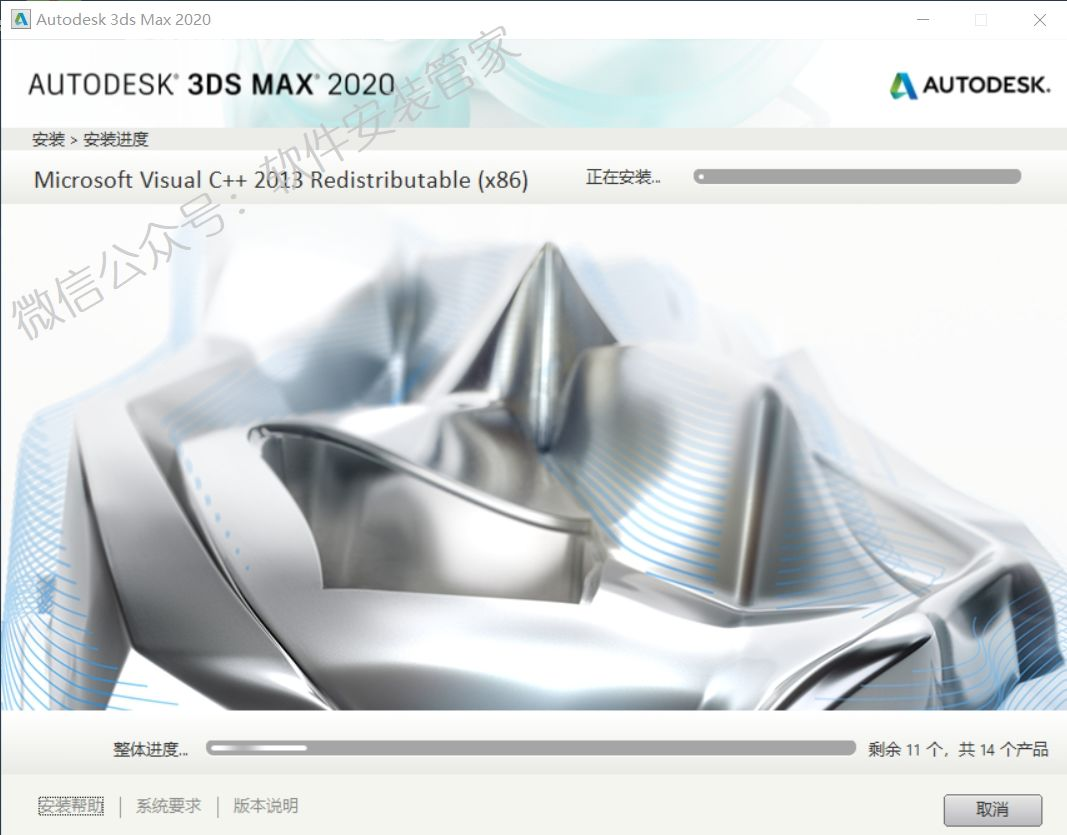 Autodesk 3ds Max 2020
AUTODESK® 3DS MAX® 2020
AUTODESK.
安装 > 安装进度
Microsoft Visual C++ 2013 Redistributable (x86)
正在安装...
微信公众号：软件安装管家
整体进度...
剩余 11 个，共 14 个产品
安装帮助 | 系统要求 | 版本说明
取消